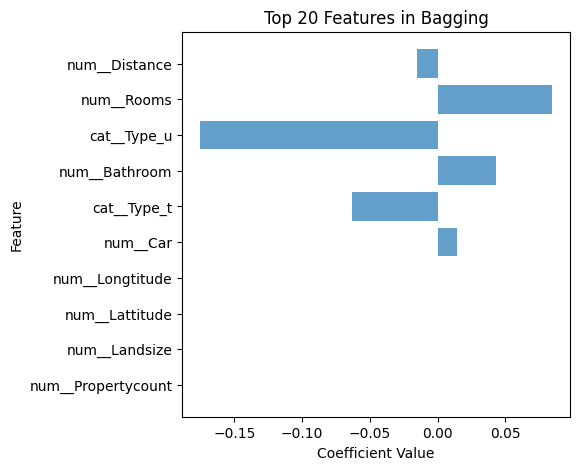 Top 20 Features in Bagging
num__Distance
num__Rooms
cat__Type_u
num__Bathroom
cat__Type_t
num__Car
num__Longtitude
num__Lattitude
num__Landsize
num__Propertycount
Feature
−0.15 −0.10 −0.05 0.00 0.05
Coefficient Value